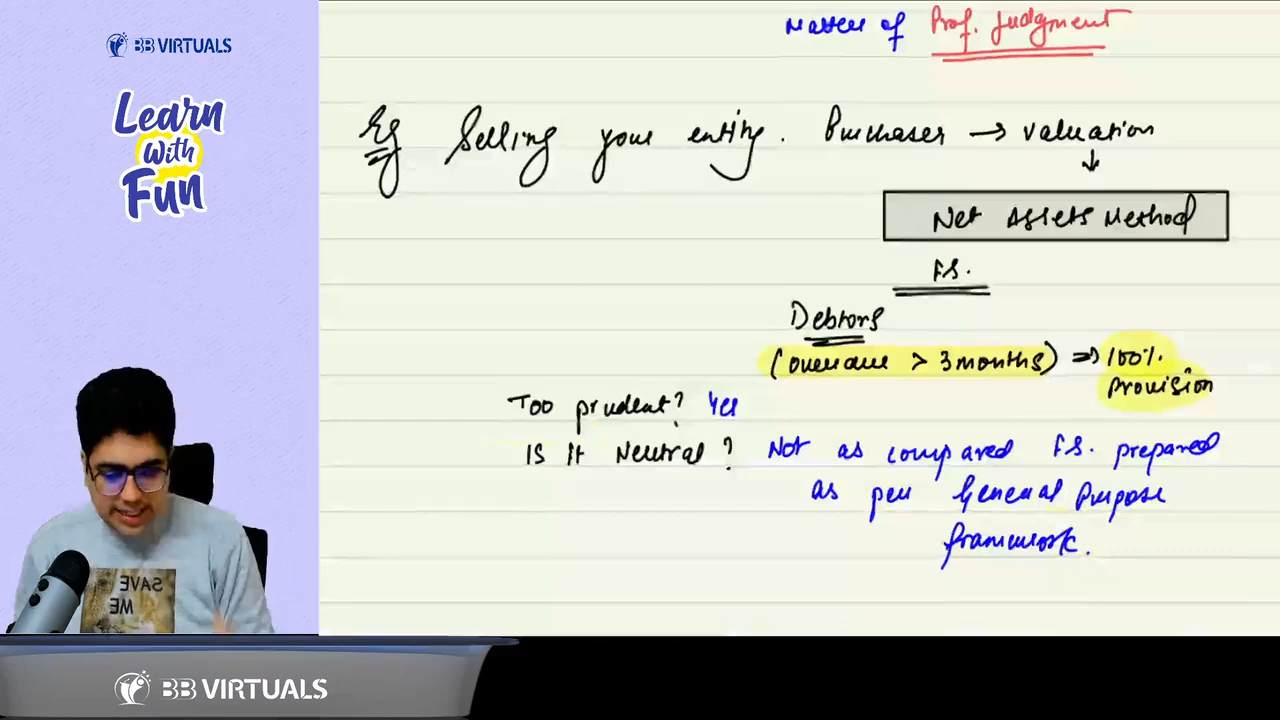 BB VIRTUALS
Learn
With
Fun
Matter of Prof. Judgment
Eg Selling your entity. Purchaser → valuation
↓
Net Assets Method
F.S.
Debtors
(overdue > 3 months) ⇒ 100%
provision
Too prudent? Yes
Is it Neutral? Not as compared F.S. prepared
as per General Purpose
framework.
SAVE
ME
BB VIRTUALS